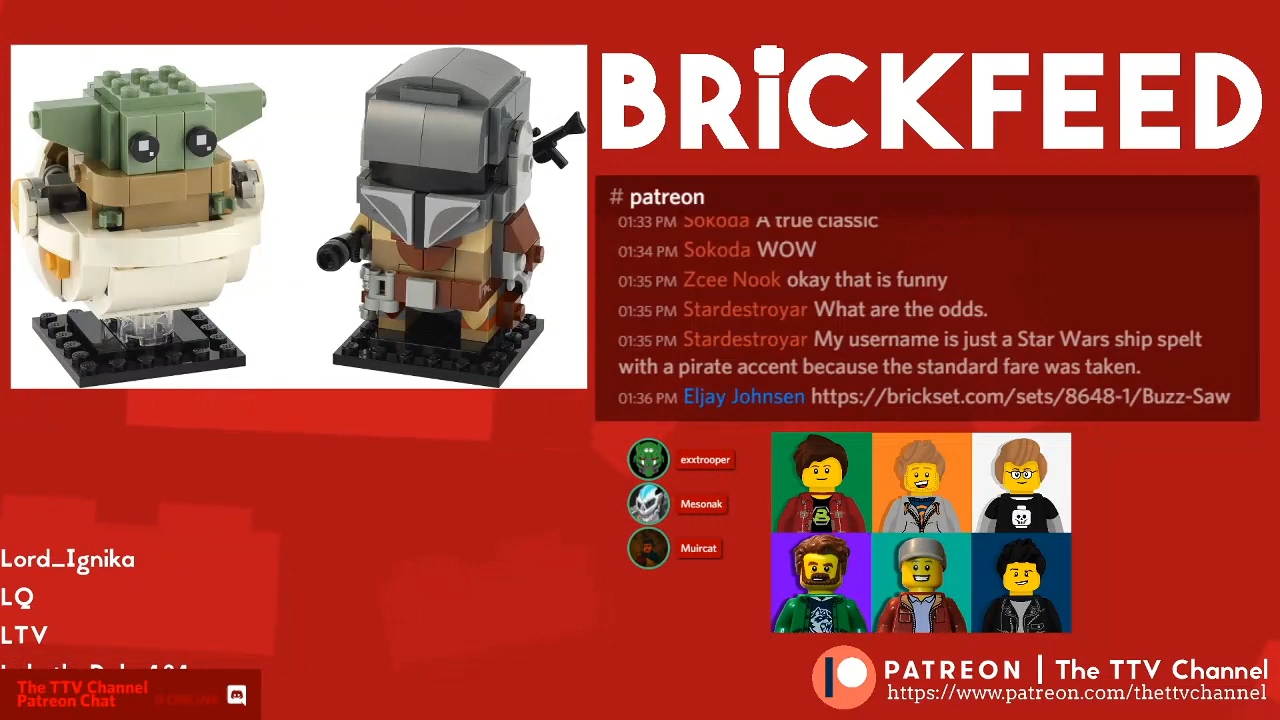 BRiCKFEED
# patreon
01:33 PM Sokoda A true classic
01:34 PM Sokoda WOW
01:35 PM Zcee Nook okay that is funny
01:35 PM Stardestroyar What are the odds.
01:35 PM Stardestroyar My username is just a Star Wars ship spelt
with a pirate accent because the standard fare was taken.
01:36 PM Eljay Johnsen https://brickset.com/sets/8648-1/Buzz-Saw
exxtrooper
Mesonak
Muircat
Lord_Ignika
LQ
LTV
The TTV Channel
Patreon Chat
PATREON | The TTV Channel
https://www.patreon.com/thettvchannel